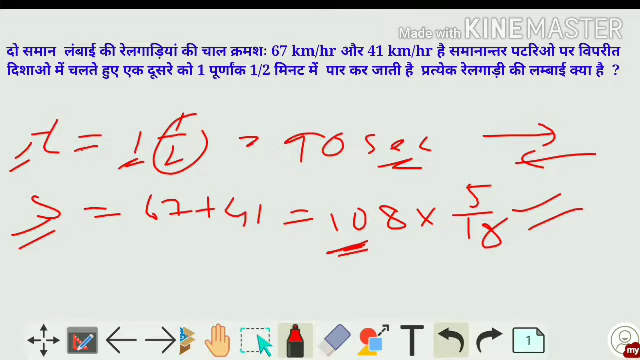 Made with KINEMASTER
दो समान लंबाई की रेलगाड़ियां की चाल क्रमशः 67 km/hr और 41 km/hr है समानान्तर पटरिओ पर विपरीत
दिशाओ में चलते हुए एक दूसरे को 1 पूर्णांक 1/2 मिनट में पार कर जाती है प्रत्येक रेलगाड़ी की लम्बाई क्या है ?
t = 1 1/2 = 90 sec
S = 67+41 = 108 × 5/18
T
1
my